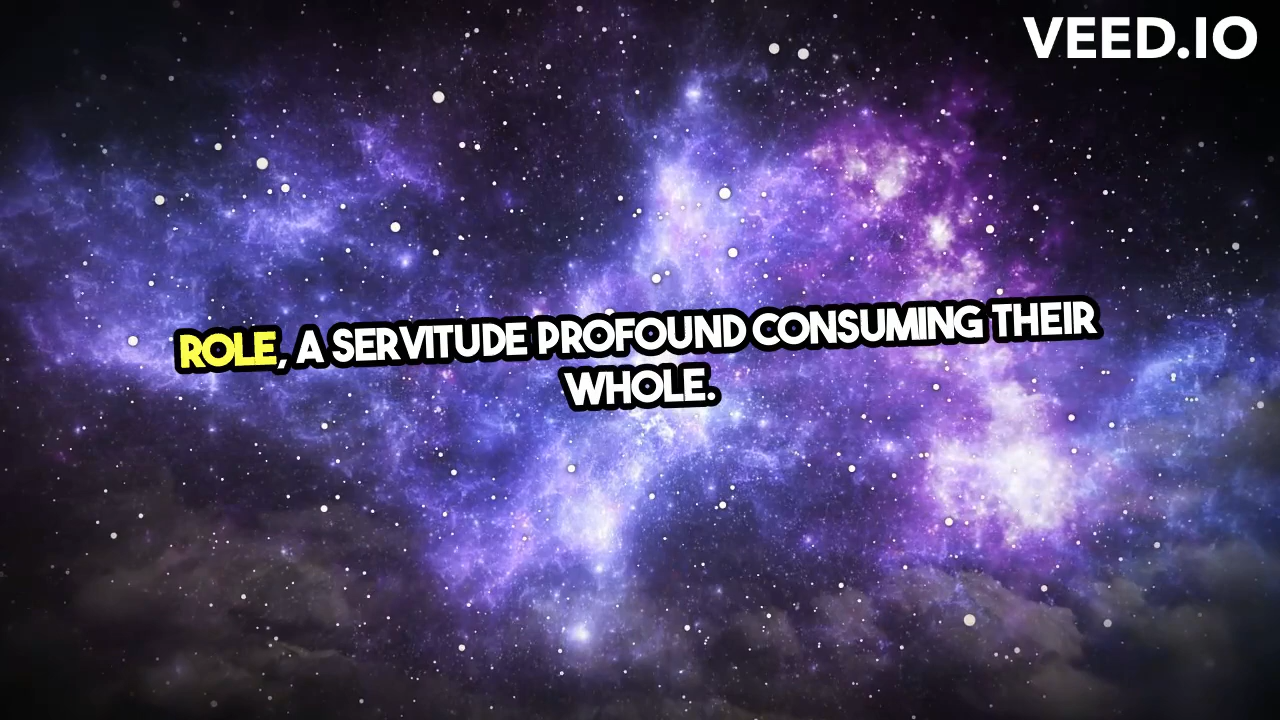 VEED.IO
ROLE, A SERVITUDE PROFOUND CONSUMING THEIR
WHOLE.